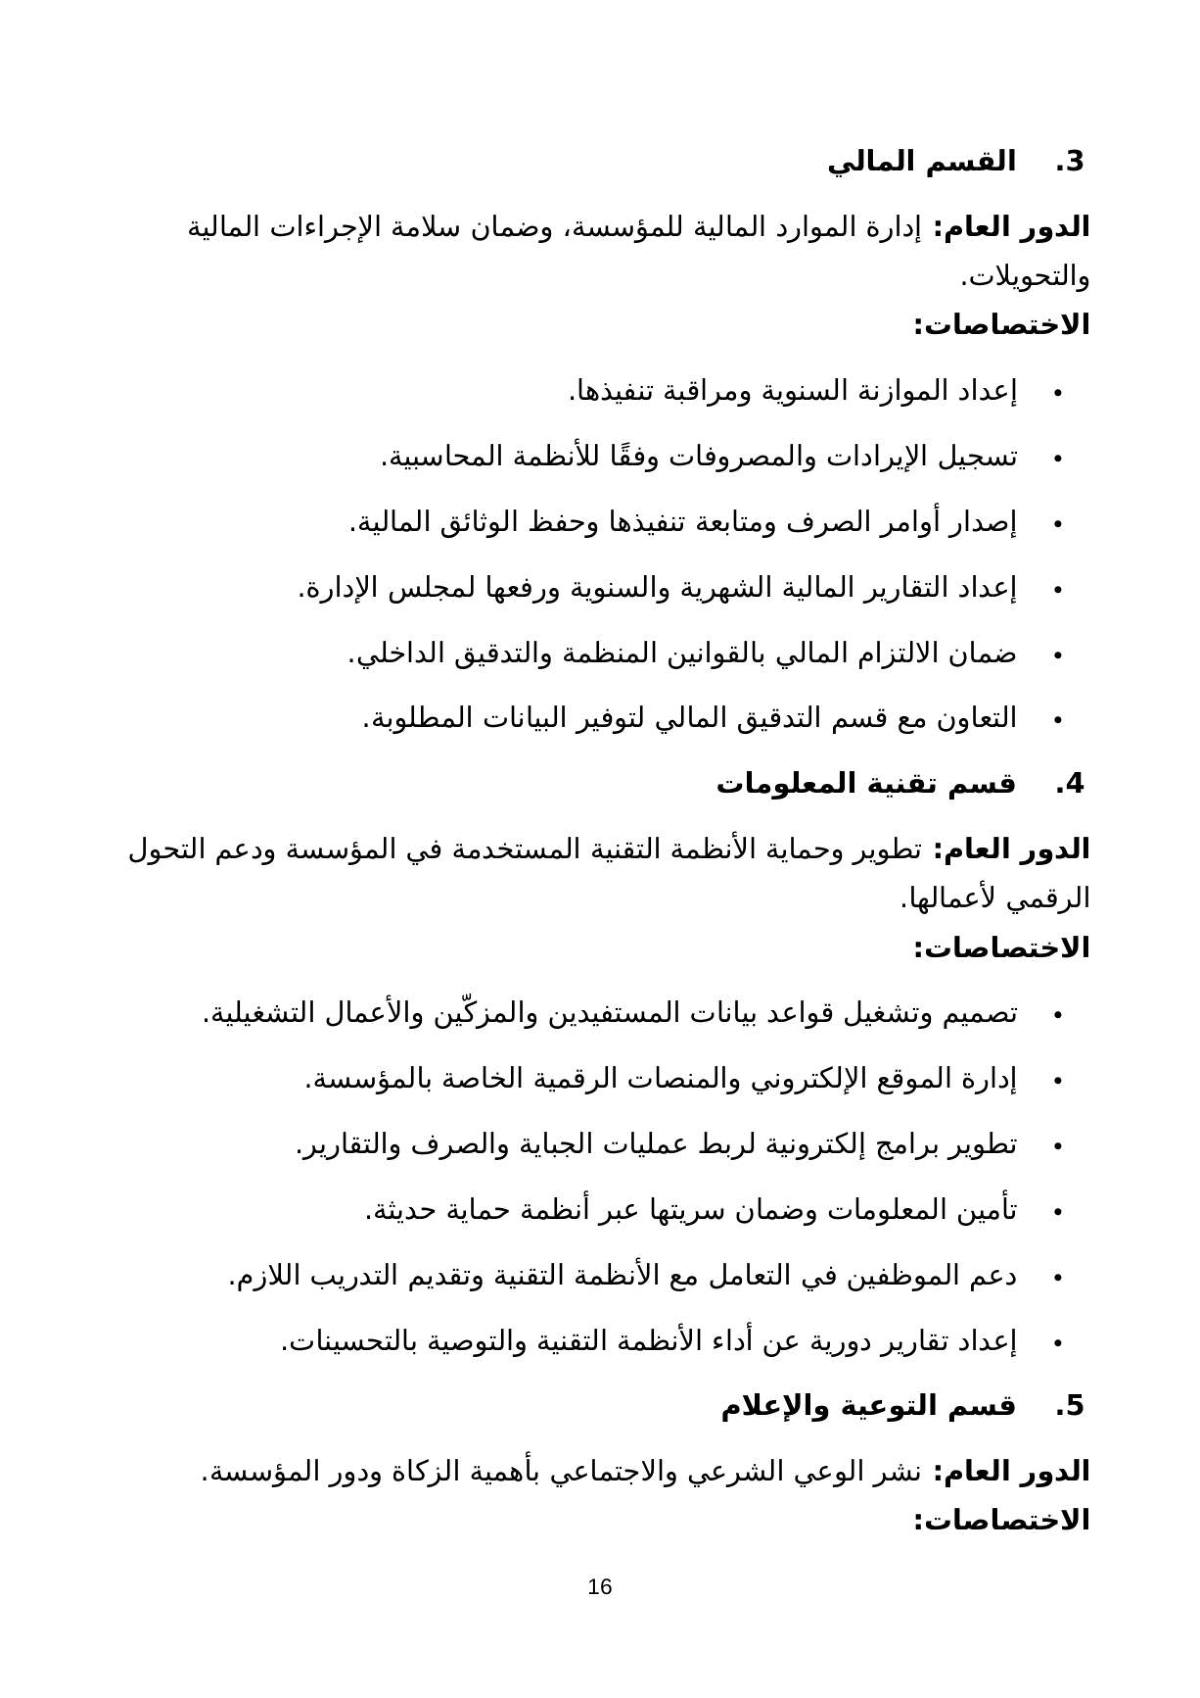 3. القسم المالي
الدور العام: إدارة الموارد المالية للمؤسسة، وضمان سلامة الإجراءات المالية
والتحويلات.
الاختصاصات:
• إعداد الموازنة السنوية ومراقبة تنفيذها.
• تسجيل الإيرادات والمصروفات وفقًا للأنظمة المحاسبية.
• إصدار أوامر الصرف ومتابعة تنفيذها وحفظ الوثائق المالية.
• إعداد التقارير المالية الشهرية والسنوية ورفعها لمجلس الإدارة.
• ضمان الالتزام المالي بالقوانين المنظمة والتدقيق الداخلي.
• التعاون مع قسم التدقيق المالي لتوفير البيانات المطلوبة.
4. قسم تقنية المعلومات
الدور العام: تطوير وحماية الأنظمة التقنية المستخدمة في المؤسسة ودعم التحول
الرقمي لأعمالها.
الاختصاصات:
• تصميم وتشغيل قواعد بيانات المستفيدين والمزكّين والأعمال التشغيلية.
• إدارة الموقع الإلكتروني والمنصات الرقمية الخاصة بالمؤسسة.
• تطوير برامج إلكترونية لربط عمليات الجباية والصرف والتقارير.
• تأمين المعلومات وضمان سريتها عبر أنظمة حماية حديثة.
• دعم الموظفين في التعامل مع الأنظمة التقنية وتقديم التدريب اللازم.
• إعداد تقارير دورية عن أداء الأنظمة التقنية والتوصية بالتحسينات.
5. قسم التوعية والإعلام
الدور العام: نشر الوعي الشرعي والاجتماعي بأهمية الزكاة ودور المؤسسة.
الاختصاصات:
16